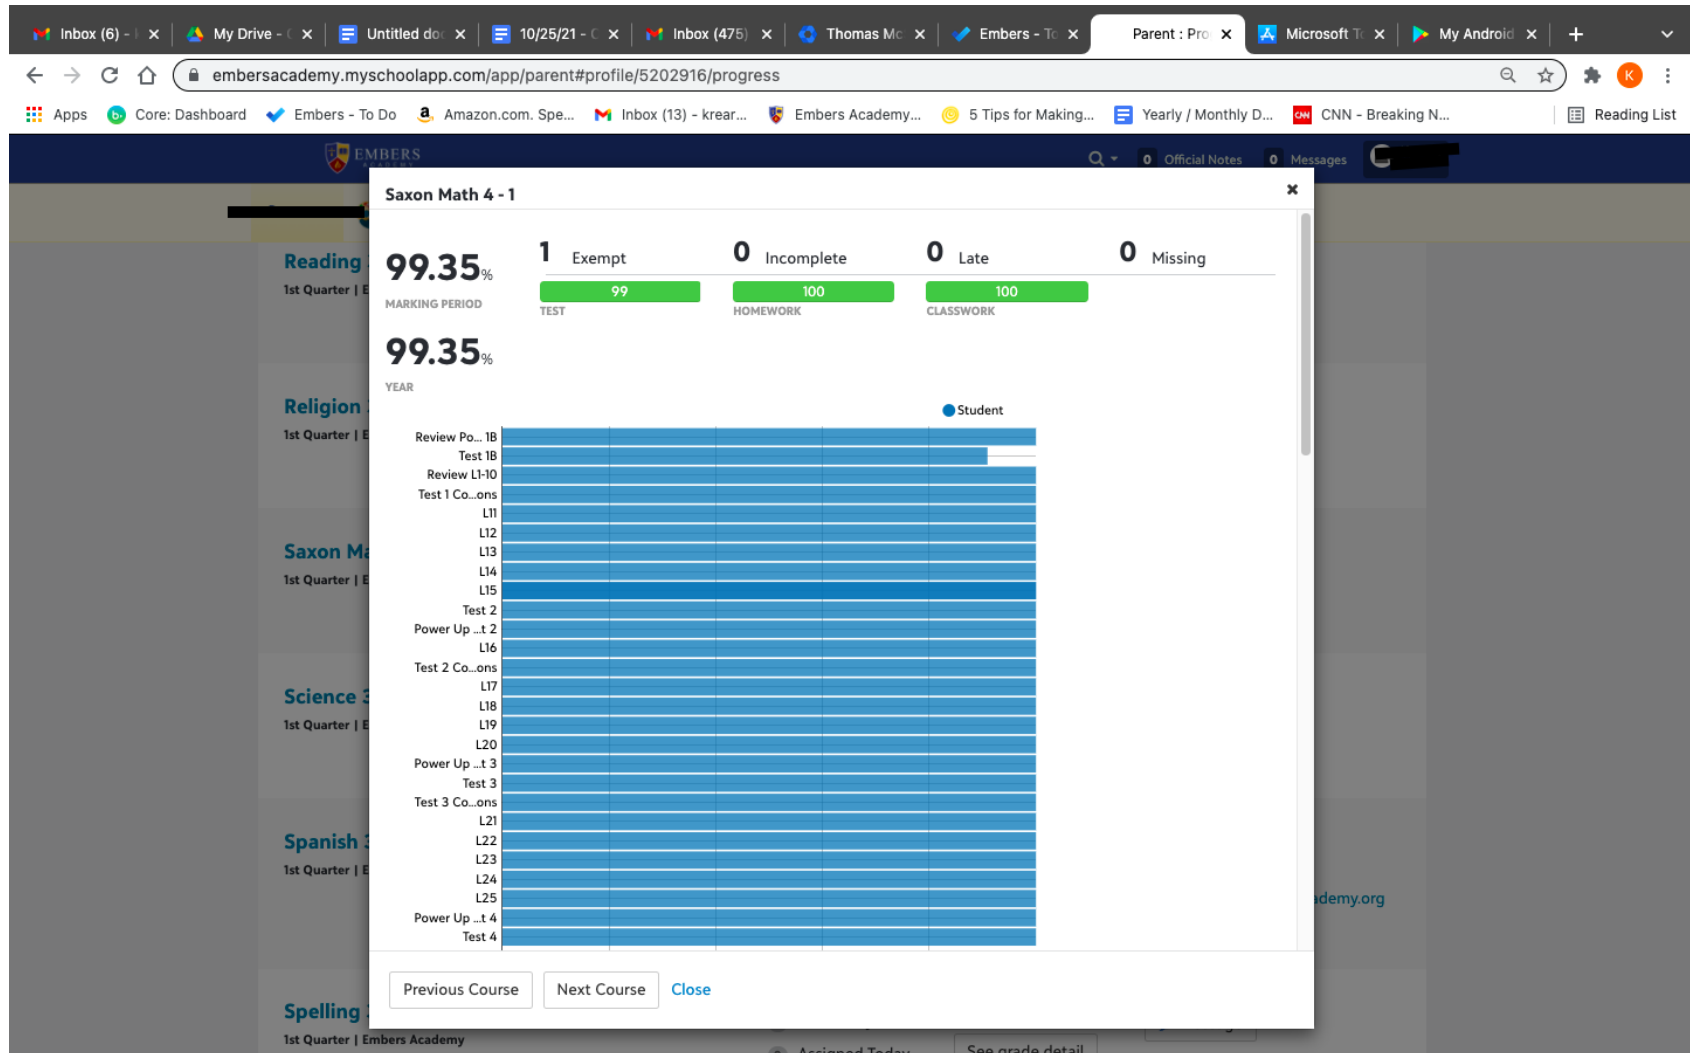 Inbox (6) -
My Drive -
Untitled doc
10/25/21 -
Inbox (475)
Thomas Mc
Embers - To
Parent : Pro
Microsoft To
My Android
embersacademy.myschoolapp.com/app/parent#profile/5202916/progress
K
Apps
Core: Dashboard
Embers - To Do
Amazon.com. Spe...
Inbox (13) - krear...
Embers Academy...
5 Tips for Making...
Yearly / Monthly D...
CNN - Breaking N...
Reading List
EMBERS
ACADEMY
0 Official Notes
0 Messages
Saxon Math 4 - 1
99.35%
MARKING PERIOD
1 Exempt
0 Incomplete
0 Late
0 Missing
99
TEST
100
HOMEWORK
100
CLASSWORK
99.35%
YEAR
Student
Review Po... 1B
Test 1B
Review L1-10
Test 1 Co...ons
L11
L12
L13
L14
L15
Test 2
Power Up ...t 2
L16
Test 2 Co...ons
L17
L18
L19
L20
Power Up ...t 3
Test 3
Test 3 Co...ons
L21
L22
L23
L24
L25
Power Up ...t 4
Test 4
Previous Course
Next Course
Close
Reading
1st Quarter |
Religion
1st Quarter |
Saxon Ma
1st Quarter |
Science 3
1st Quarter |
Spanish
1st Quarter |
ademy.org
Spelling
1st Quarter | Embers Academy
Assigned Today
See grade detail